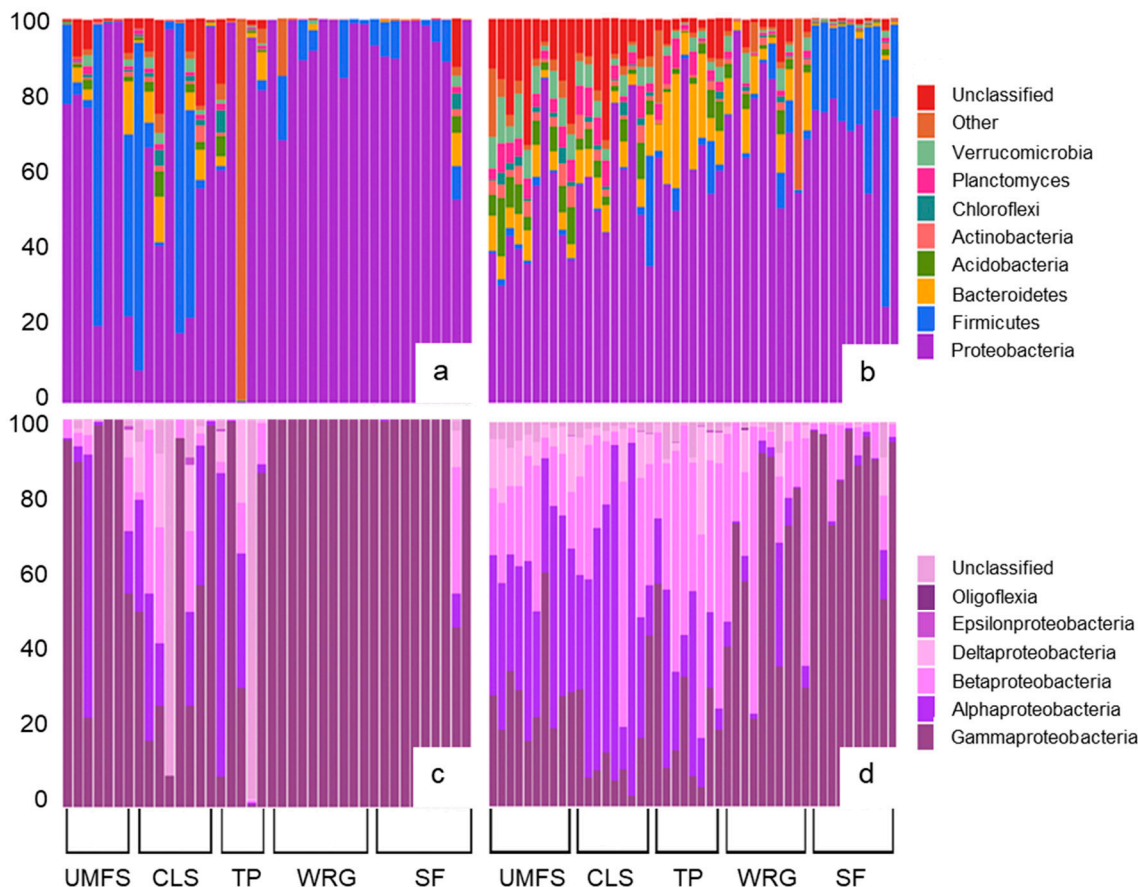 100
80
60
40
20
0
a
b
Unclassified
Other
Verrucomicrobia
Planctomyces
Chloroflexi
Actinobacteria
Acidobacteria
Bacteroidetes
Firmicutes
Proteobacteria
100
80
60
40
20
0
c
d
Unclassified
Oligoflexia
Epsilonproteobacteria
Deltaproteobacteria
Betaproteobacteria
Alphaproteobacteria
Gammaproteobacteria
UMFS CLS TP WRG SF UMFS CLS TP WRG SF